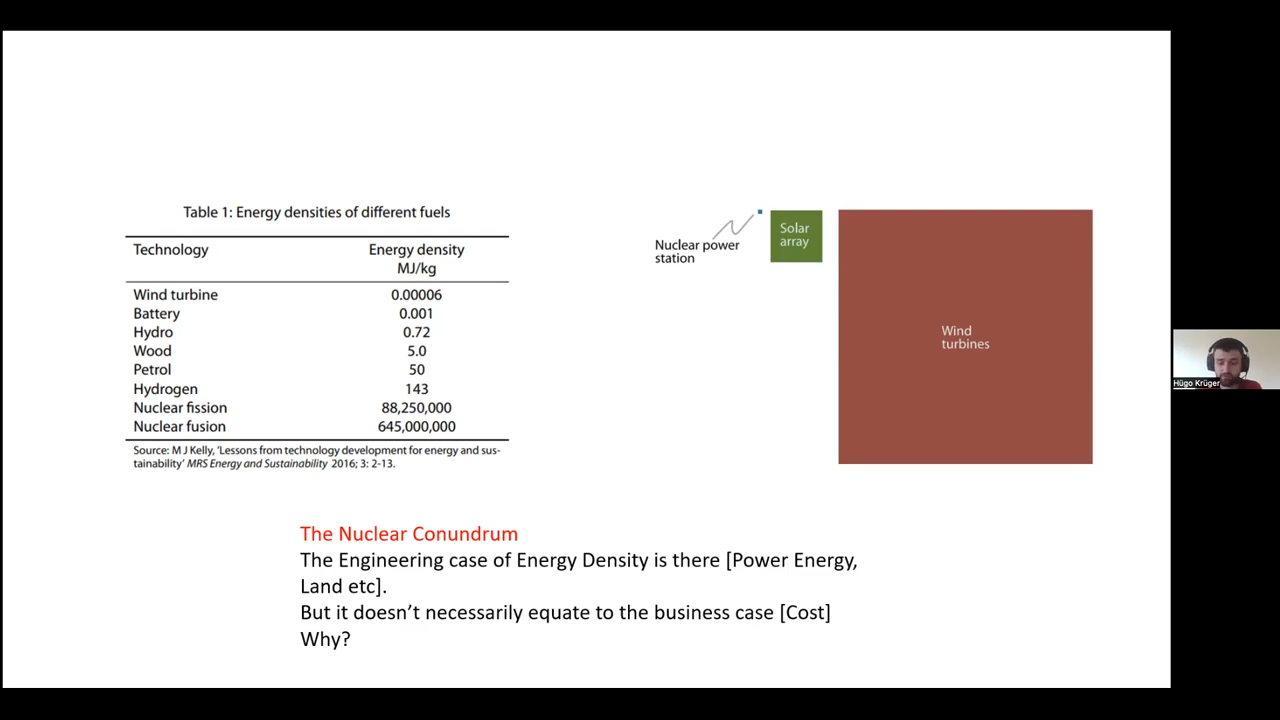 Table 1: Energy densities of different fuels
Technology Energy density
MJ/kg
Wind turbine 0.00006
Battery 0.001
Hydro 0.72
Wood 5.0
Petrol 50
Hydrogen 143
Nuclear fission 88,250,000
Nuclear fusion 645,000,000
Source: M J Kelly, ‘Lessons from technology development for energy and sus-
tainability’ MRS Energy and Sustainability 2016; 3: 2-13.
Nuclear power
station
Solar
array
Wind
turbines
The Nuclear Conundrum
The Engineering case of Energy Density is there [Power Energy,
Land etc].
But it doesn’t necessarily equate to the business case [Cost]
Why?
Hügo Krüger